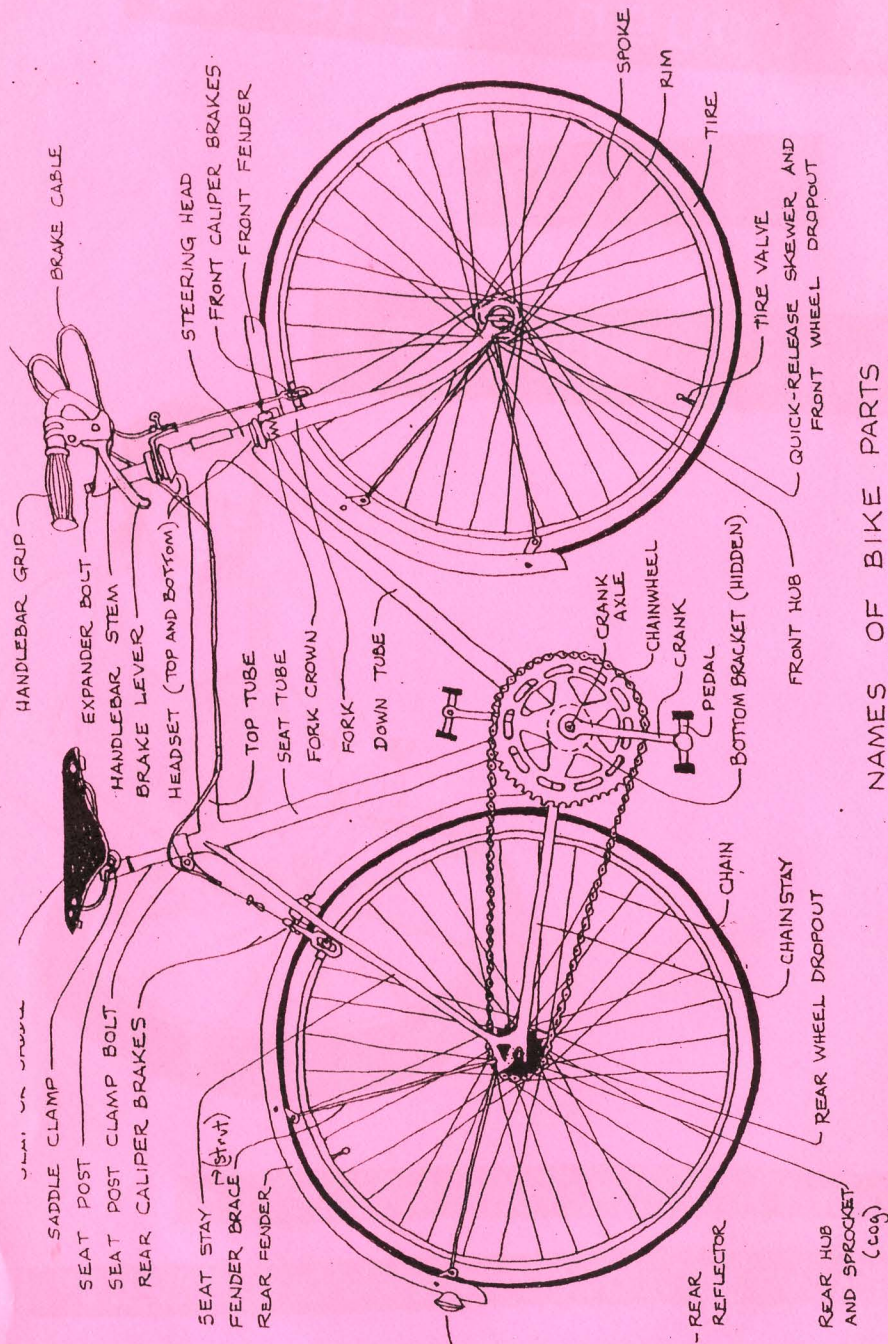 HANDLEBAR GRIP
BRAKE CABLE
EXPANDER BOLT
HANDLEBAR STEM
BRAKE LEVER
HEADSET (TOP AND BOTTOM)
STEERING HEAD
FRONT CALIPER BRAKES
FRONT FENDER
TOP TUBE
SEAT TUBE
FORK CROWN
FORK
DOWN TUBE
SADDLE CLAMP
SEAT POST
SEAT POST CLAMP BOLT
REAR CALIPER BRAKES
SEAT STAY
(strut)
FENDER BRACE
REAR FENDER
REAR
REFLECTOR
REAR HUB
AND SPROCKET
(cog)
REAR WHEEL DROPOUT
CHAINSTAY
CHAIN
BOTTOM BRACKET (HIDDEN)
PEDAL
CRANK
CHAINWHEEL
CRANK
AXLE
FRONT HUB
QUICK-RELEASE SKEWER AND
FRONT WHEEL DROPOUT
TIRE VALVE
TIRE
RIM
SPOKE
NAMES OF BIKE PARTS